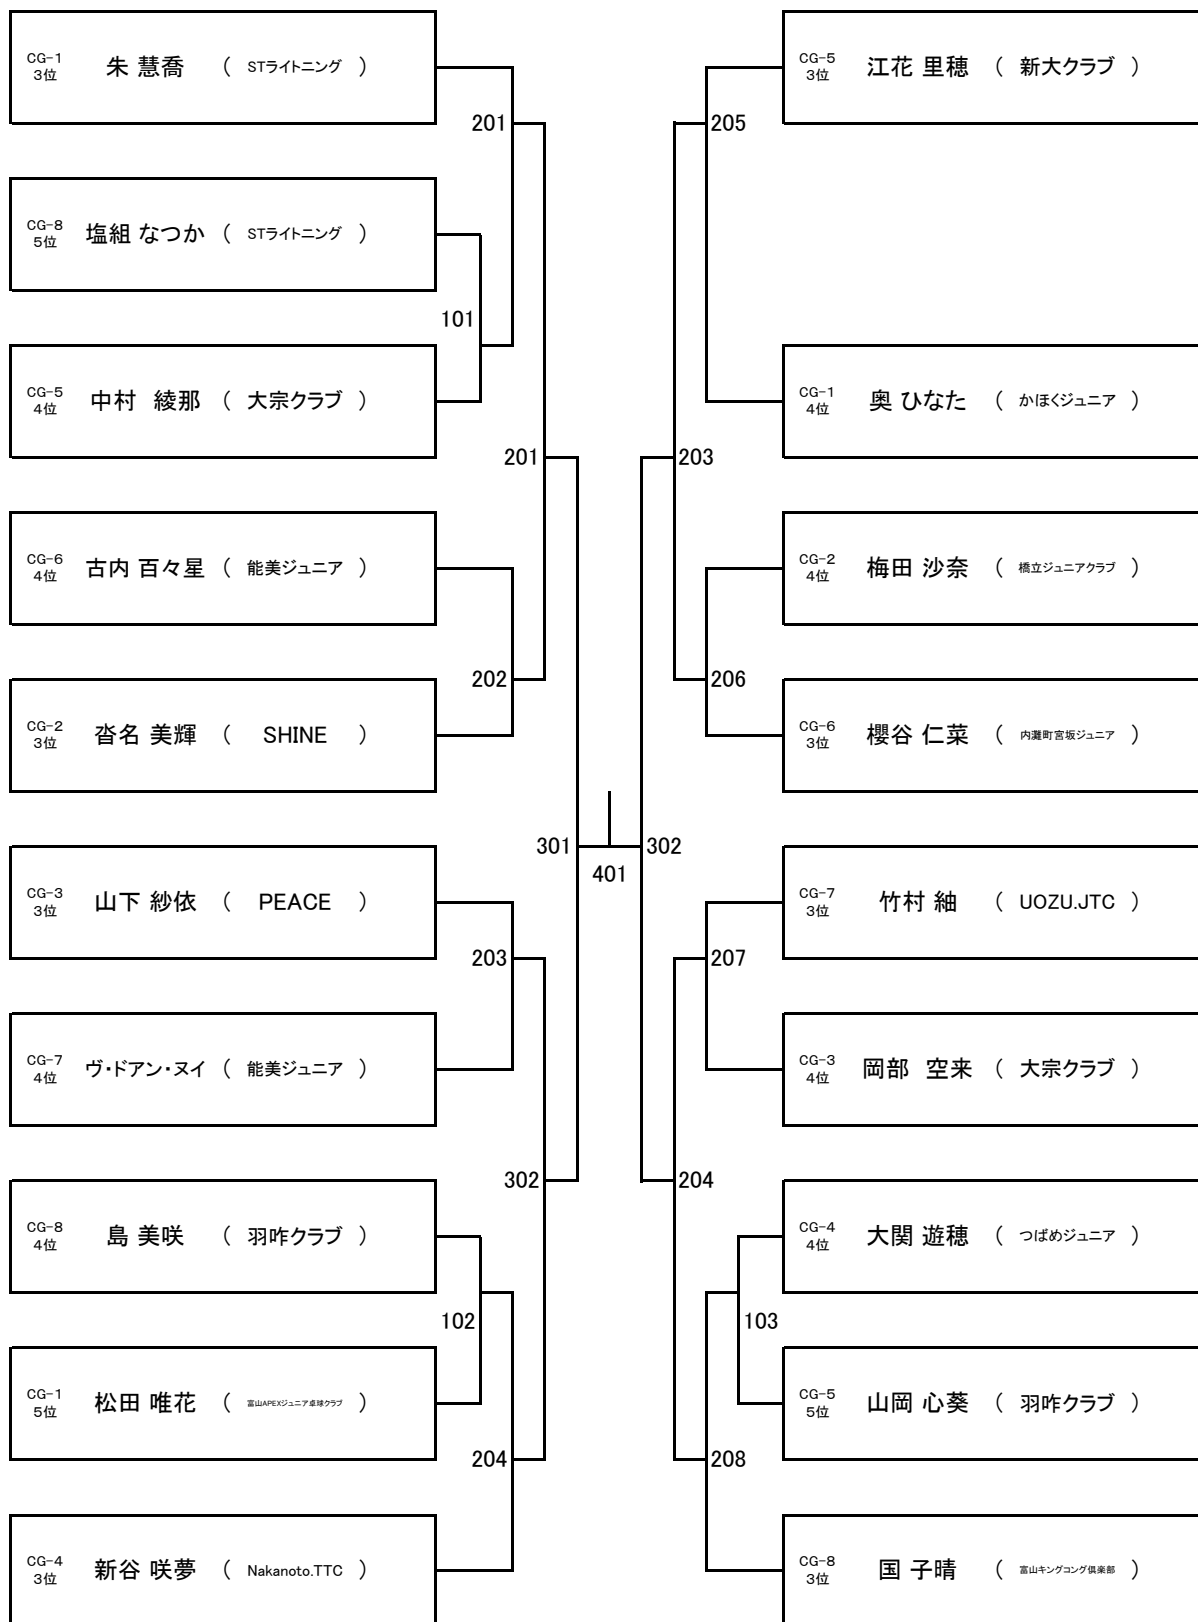 CG-1
3位
朱 慧喬 ( STライトニング )
CG-8
5位
塩組 なつか ( STライトニング )
CG-5
4位
中村 綾那 ( 大宗クラブ )
CG-6
4位
古内 百々星 ( 能美ジュニア )
CG-2
3位
沓名 美輝 ( SHINE )
CG-3
3位
山下 紗依 ( PEACE )
CG-7
4位
ヴ・ドアン・ヌイ ( 能美ジュニア )
CG-8
4位
島 美咲 ( 羽咋クラブ )
CG-1
5位
松田 唯花 ( 富山APEXジュニア卓球クラブ )
CG-4
3位
新谷 咲夢 ( Nakanoto.TTC )
201
101
201
202
301
203
302
102
204
401
205
203
206
302
207
204
103
208
CG-5
3位
江花 里穂 ( 新大クラブ )
CG-1
4位
奥 ひなた ( かほくジュニア )
CG-2
4位
梅田 沙奈 ( 橋立ジュニアクラブ )
CG-6
3位
櫻谷 仁菜 ( 内灘町宮坂ジュニア )
CG-7
3位
竹村 紬 ( UOZU.JTC )
CG-3
4位
岡部 空来 ( 大宗クラブ )
CG-4
4位
大関 遊穂 ( つばめジュニア )
CG-5
5位
山岡 心葵 ( 羽咋クラブ )
CG-8
3位
国 子晴 ( 富山キングコング倶楽部 )